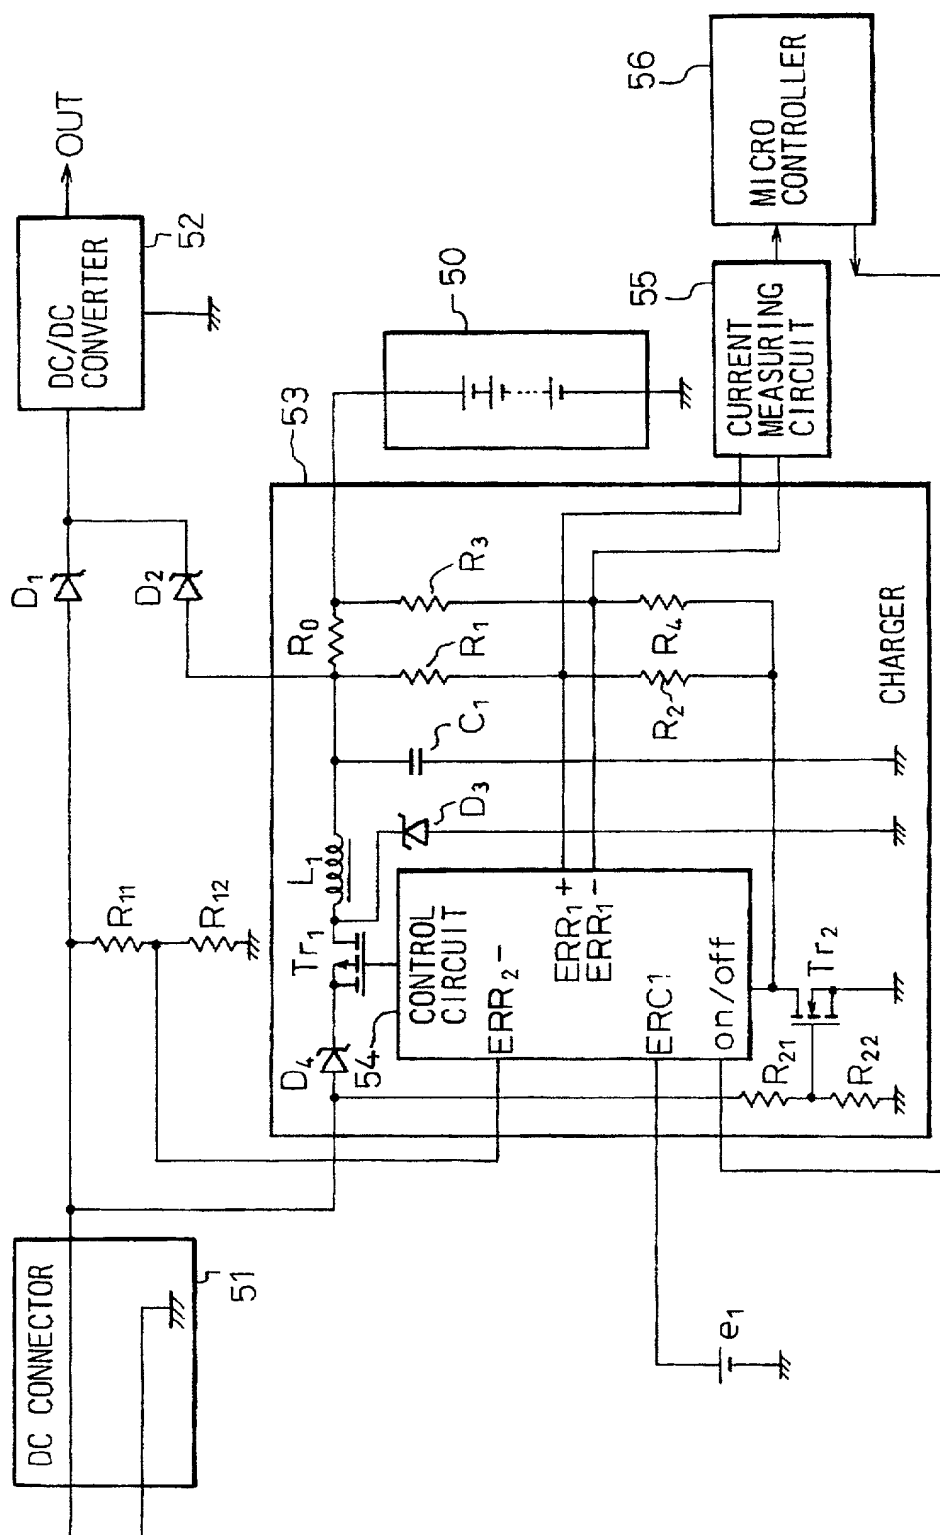 DC CONNECTOR
51
R11
R12
D1
D2
DC/DC
CONVERTER
52
OUT
D4
Tr1
L1
R0
53
50
54
CONTROL
CIRCUIT
ERR2-
ERR1+
ERR1-
ERC1
on/off
D3
C1
R1
R3
R2
R4
R21
R22
Tr2
CHARGER
e1
55
CURRENT
MEASURING
CIRCUIT
56
MICRO
CONTROLLER